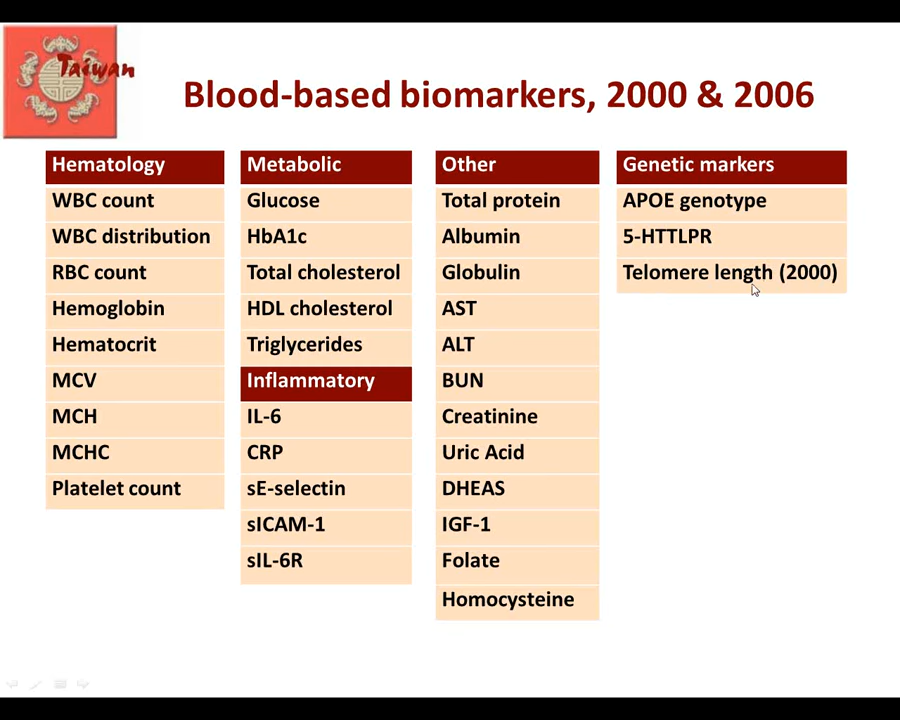 Taiwan
Blood-based biomarkers, 2000 & 2006
Hematology
WBC count
WBC distribution
RBC count
Hemoglobin
Hematocrit
MCV
MCH
MCHC
Platelet count
Metabolic
Glucose
HbA1c
Total cholesterol
HDL cholesterol
Triglycerides
Inflammatory
IL-6
CRP
sE-selectin
sICAM-1
sIL-6R
Other
Total protein
Albumin
Globulin
AST
ALT
BUN
Creatinine
Uric Acid
DHEAS
IGF-1
Folate
Homocysteine
Genetic markers
APOE genotype
5-HTTLPR
Telomere length (2000)